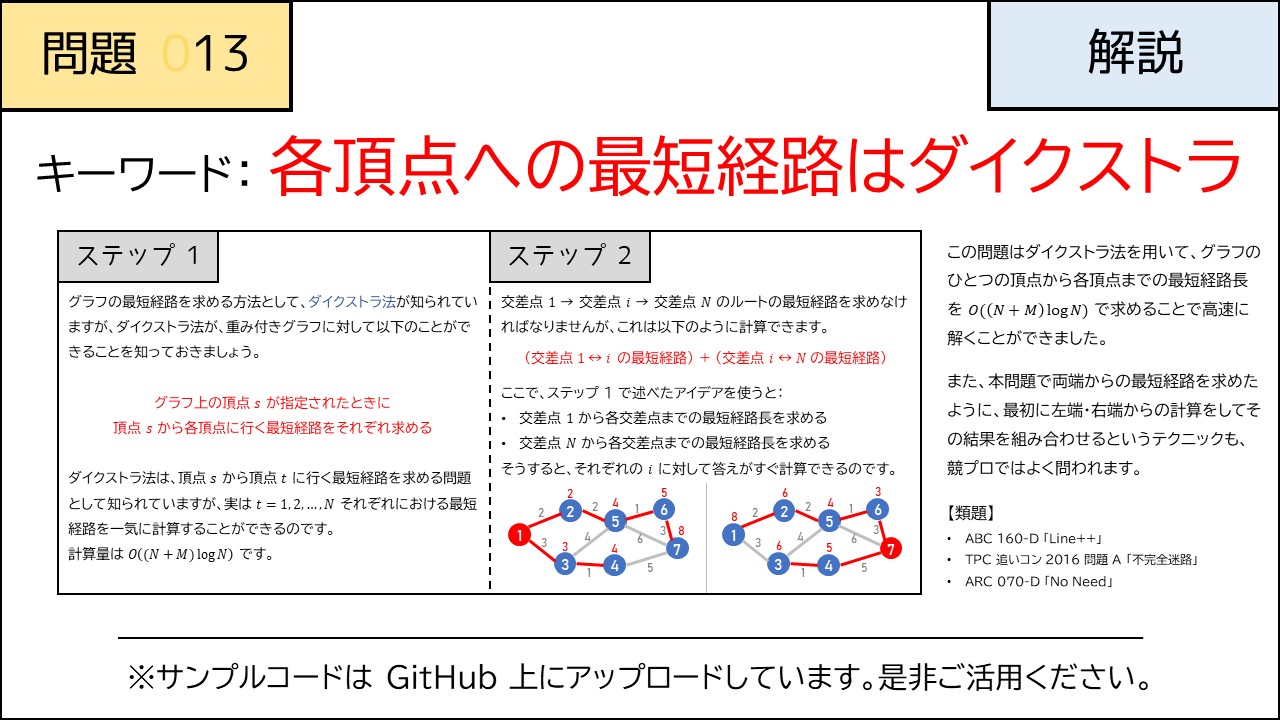 問題 013
解説
キーワード: 各頂点への最短経路はダイクストラ
ステップ 1
グラフの最短経路を求める方法として、ダイクストラ法が知られてい
ますが、ダイクストラ法が、重み付きグラフに対して以下のことがで
きることを知っておきましょう。
グラフ上の頂点 s が指定されたときに
頂点 s から各頂点に行く最短経路をそれぞれ求める
ダイクストラ法は、頂点 s から頂点 t に行く最短経路を求める問題
として知られていますが、実は t = 1, 2, …, N それぞれにおける最短
経路を一気に計算することができるのです。
計算量は O((N + M) log N) です。
ステップ 2
交差点 1 → 交差点 i → 交差点 N のルートの最短経路を求めなけ
ればなりませんが、これは以下のように計算できます。
(交差点 1 ↔ i の最短経路) + (交差点 i ↔ N の最短経路)
ここで、ステップ 1 で述べたアイデアを使うと:
• 交差点 1 から各交差点までの最短経路長を求める
• 交差点 N から各交差点までの最短経路長を求める
そうすると、それぞれの i に対して答えがすぐ計算できるのです。
2 4 5
2 2 2 5 1 6
1 4 6 3 8
3 3 4 7
3 1 4 5
6 4 3
8 2 2 2 5 1 6
1 4 6 3
3 6 5 7
3 1 4 5
この問題はダイクストラ法を用いて、グラフの
ひとつの頂点から各頂点までの最短経路長
を O((N + M) log N) で求めることで高速に
解くことができました。
また、本問題で両端からの最短経路を求めた
ように、最初に左端・右端からの計算をしてそ
の結果を組み合わせるというテクニックも、
競プロではよく問われます。
【類題】
• ABC 160-D「Line++」
• TPC 追いコン 2016 問題 A「不完全迷路」
• ARC 070-D「No Need」
※サンプルコードは GitHub 上にアップロードしています。是非ご活用ください。